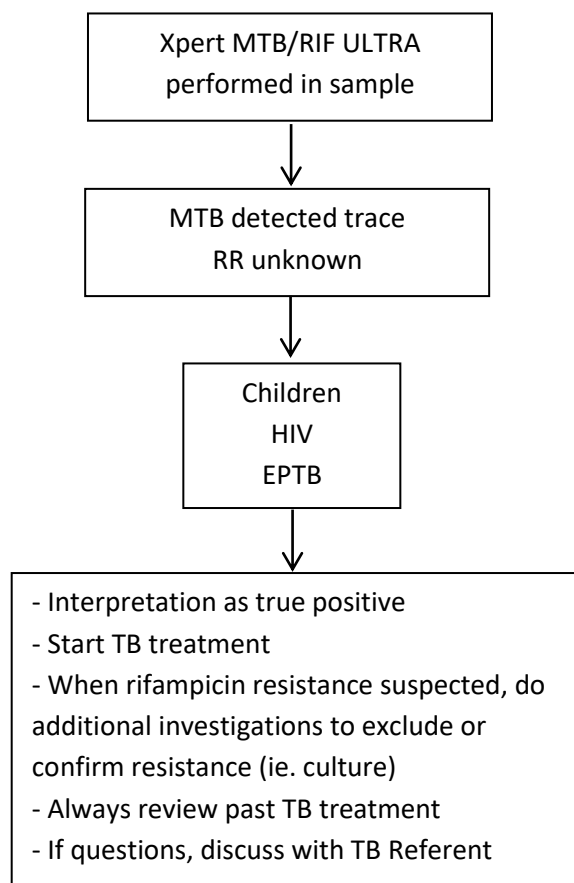 Xpert MTB/RIF ULTRA
performed in sample
MTB detected trace
RR unknown
Children
HIV
EPTB
- Interpretation as true positive
- Start TB treatment
- When rifampicin resistance suspected, do
additional investigations to exclude or
confirm resistance (ie. culture)
- Always review past TB treatment
- If questions, discuss with TB Referent